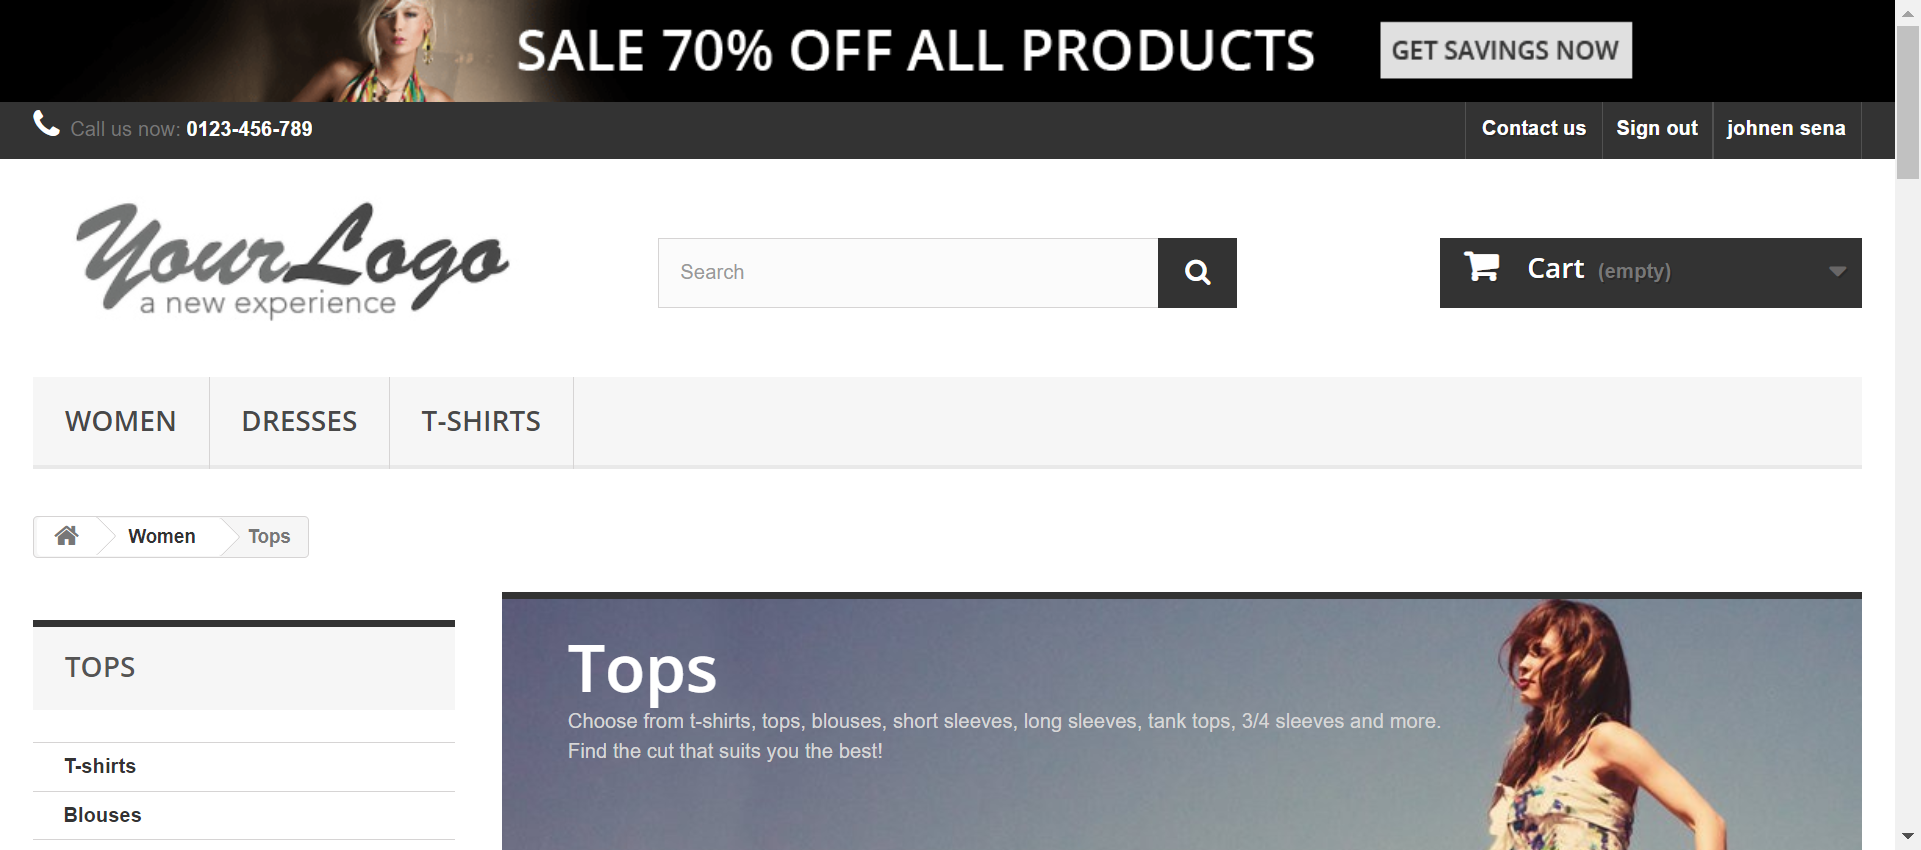 SALE 70% OFF ALL PRODUCTS
GET SAVINGS NOW
Call us now: 0123-456-789
Contact us
Sign out
johnen sena
Your Logo
a new experience
Search
Cart (empty)
WOMEN
DRESSES
T-SHIRTS
Women
Tops
TOPS
T-shirts
Blouses
Tops
Choose from t-shirts, tops, blouses, short sleeves, long sleeves, tank tops, 3/4 sleeves and more.
Find the cut that suits you the best!